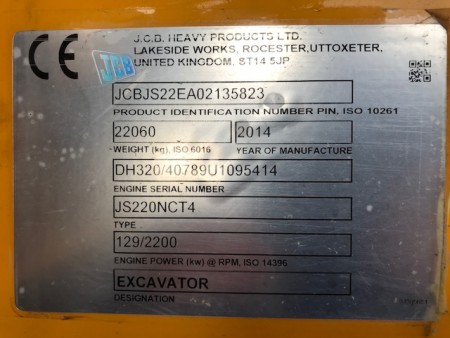 J.C.B. HEAVY PRODUCTS LTD.
LAKESIDE WORKS, ROCESTER,UTTOXETER,
UNITED KINGDOM, ST14 5JP
CE
JCB
JCBJS22EA02135823
PRODUCT IDENTIFICATION NUMBER PIN, ISO 10261
22060 2014
WEIGHT (kg), ISO 6016 YEAR OF MANUFACTURE
DH320/40789U1095414
ENGINE SERIAL NUMBER
JS220NCT4
TYPE
129/2200
ENGINE POWER (kw) @ RPM, ISO 14396
EXCAVATOR
DESIGNATION